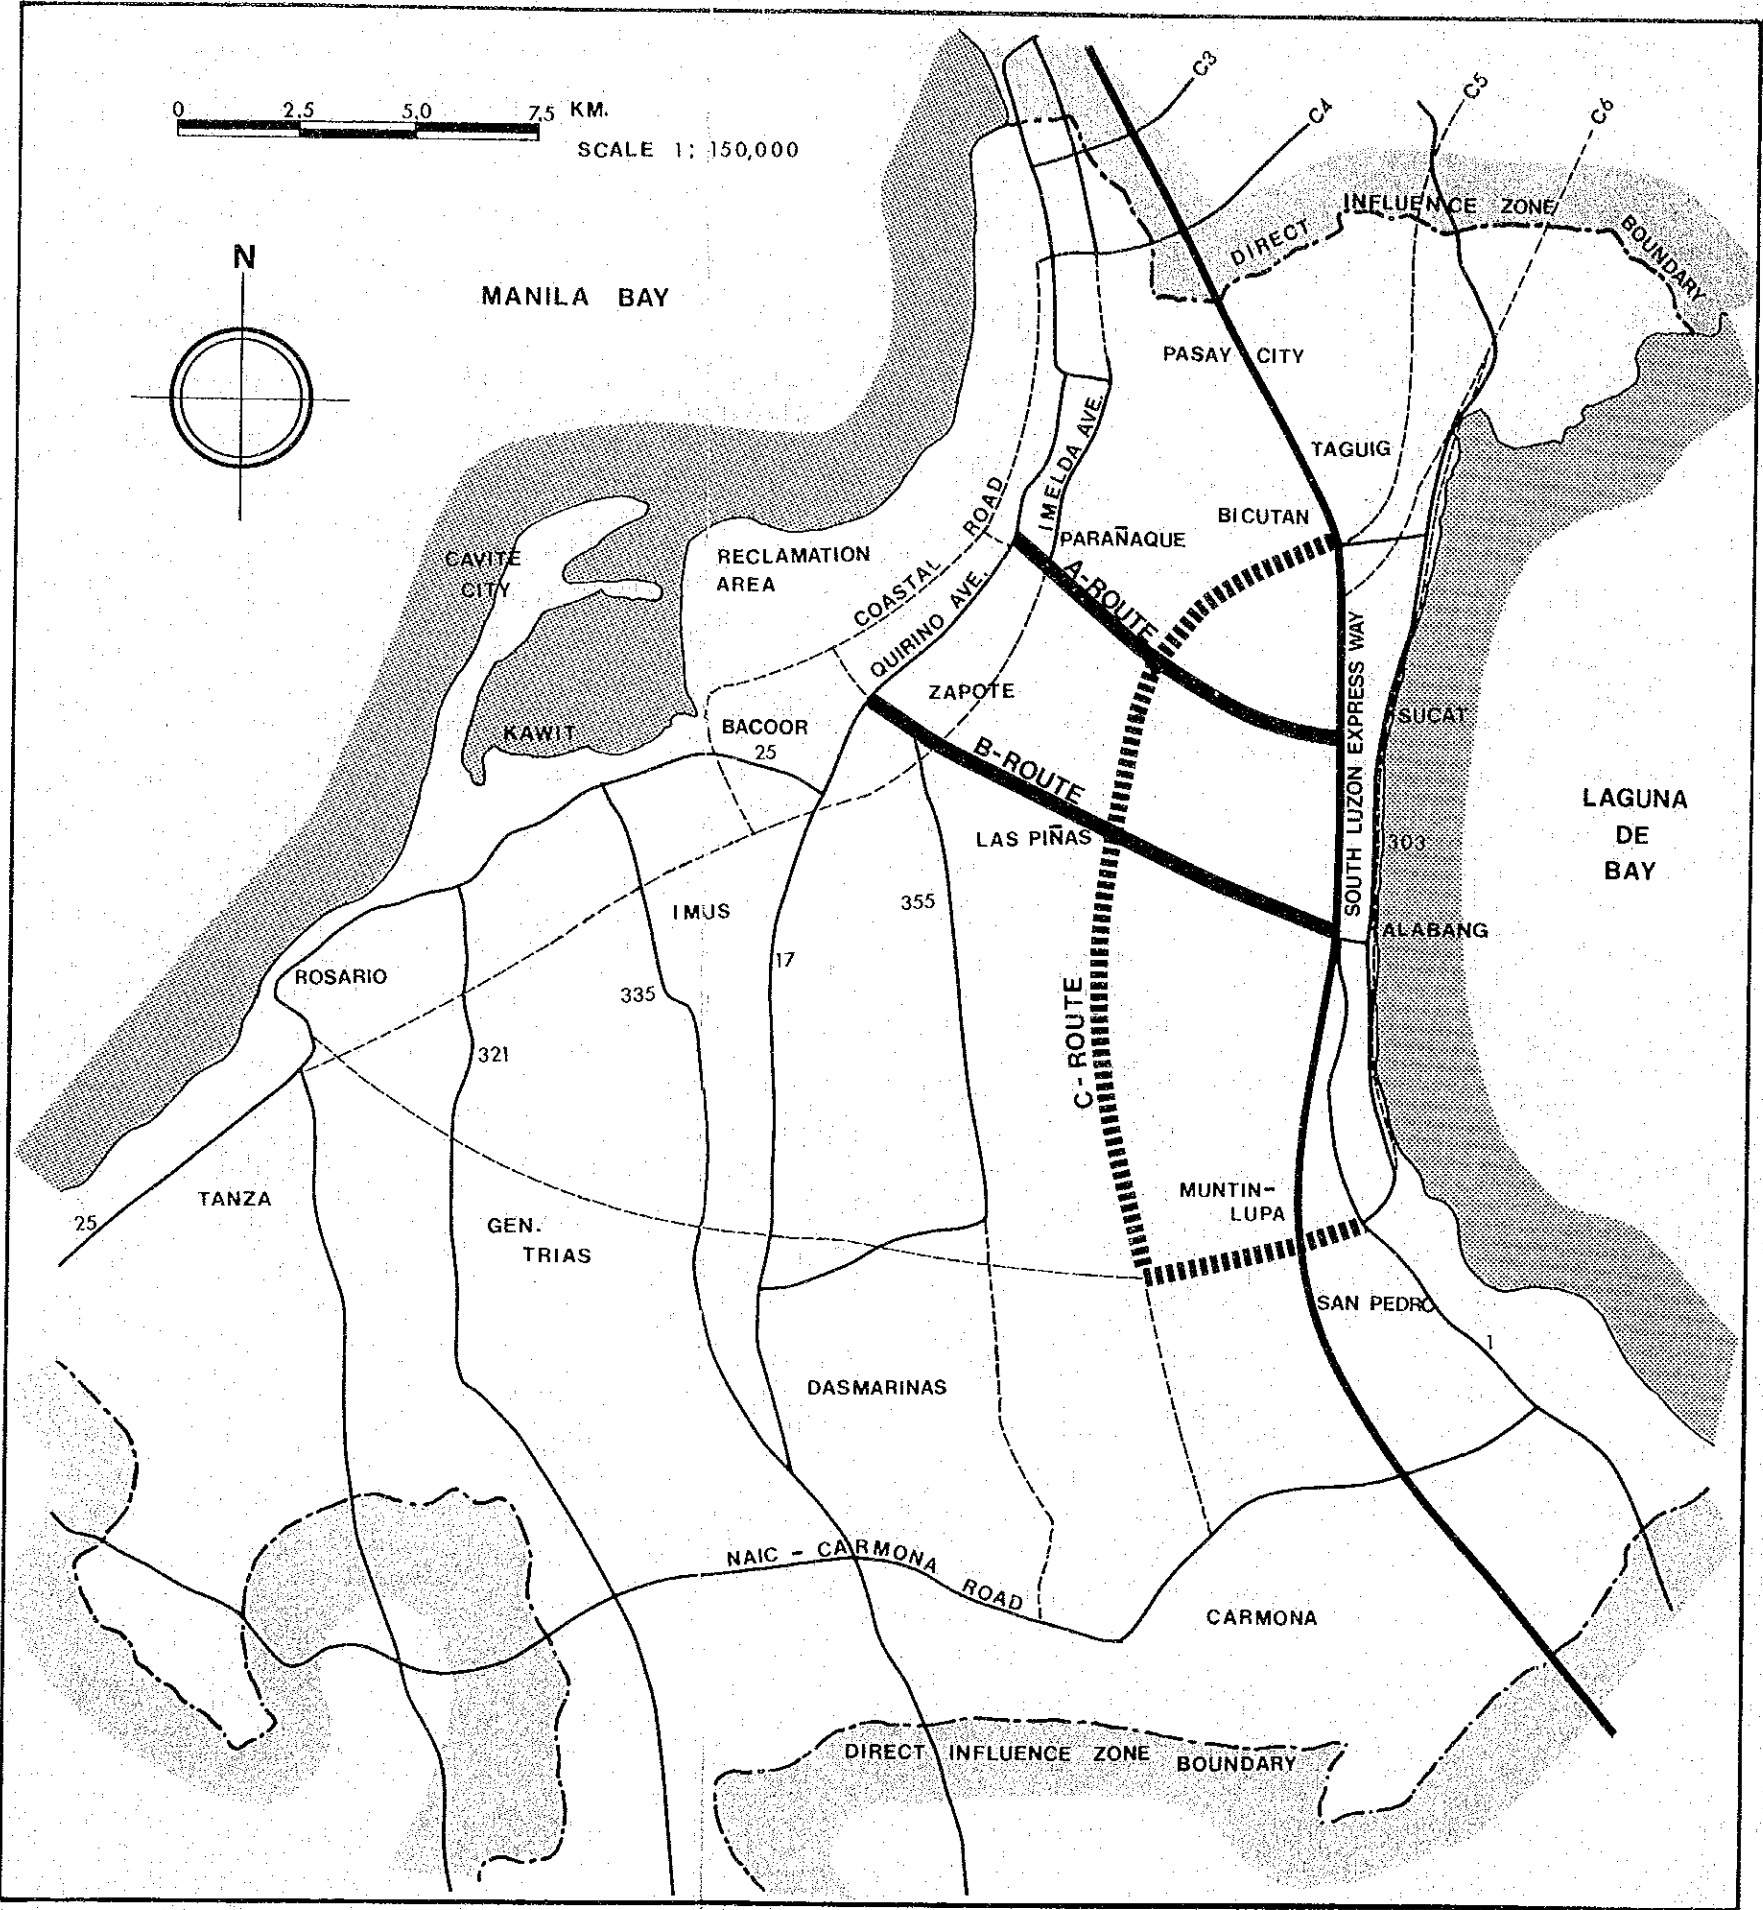 0 2.5 5.0 7.5 KM.
SCALE 1: 150,000
C3
C4
C5
C6
N
MANILA BAY
DIRECT INFLUENCE ZONE BOUNDARY
PASAY CITY
TAGUIG
BICUTAN
IMELDA AVE.
PARAÑAQUE
COASTAL ROAD
QUIRINO AVE.
RECLAMATION
AREA
CAVITE
CITY
KAWIT
A-ROUTE
ZAPOTE
BACOOR
25
B-ROUTE
SOUTH LUZON EXPRESS WAY
SUCAT
LAGUNA
DE
BAY
LAS PIÑAS
303
355
IMUS
17
ALABANG
ROSARIO
335
C-ROUTE
321
TANZA
25
GEN.
TRIAS
MUNTIN-
LUPA
SAN PEDRO
1
DASMARINAS
NAIC - CARMONA ROAD
CARMONA
DIRECT INFLUENCE ZONE BOUNDARY